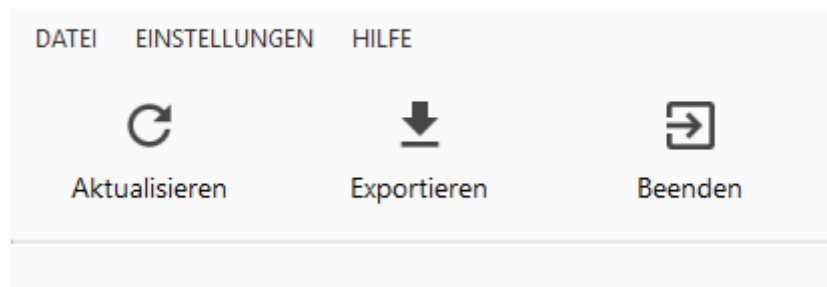 DATEI EINSTELLUNGEN HILFE
Aktualisieren Exportieren Beenden